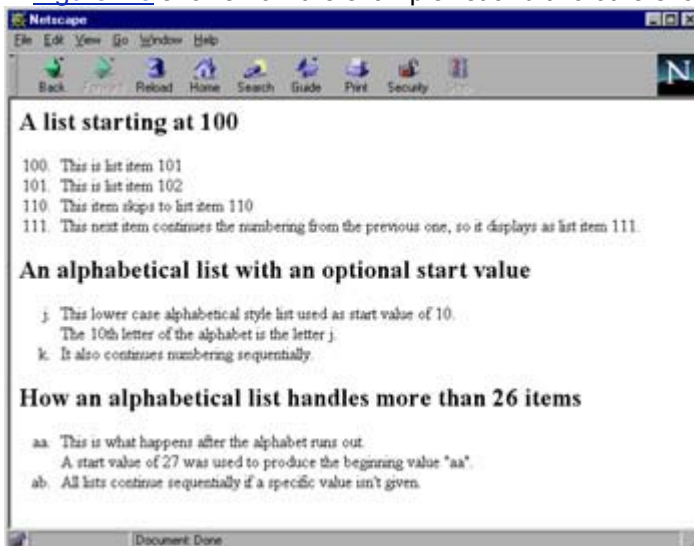 Netscape
File Edit View Go Window Help
Back Forward Reload Home Search Guide Print Security Stop
N
A list starting at 100
100. This is list item 101
101. This is list item 102
110. This item skips to list item 110
111. This next item continues the numbering from the previous one, so it displays as list item 111.
An alphabetical list with an optional start value
j. This lower case alphabetical style list used as start value of 10.
The 10th letter of the alphabet is the letter j.
k. It also continues numbering sequentially.
How an alphabetical list handles more than 26 items
aa. This is what happens after the alphabet runs out.
A start value of 27 was used to produce the beginning value "aa".
ab. All lists continue sequentially if a specific value isn't given.
Document: Done